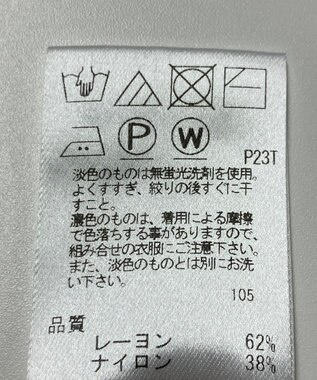 P W P23T
淡色のものは無蛍光洗剤を使用。
よくすすぎ、絞りの後すぐに干
すこと。
濃色のものは、着用による摩擦
で色落ちする事がありますので、
組み合せの衣服にご注意下さい。
また、淡色のものとは別にお洗
い下さい。
105
品質
レーヨン 62%
ナイロン 38%